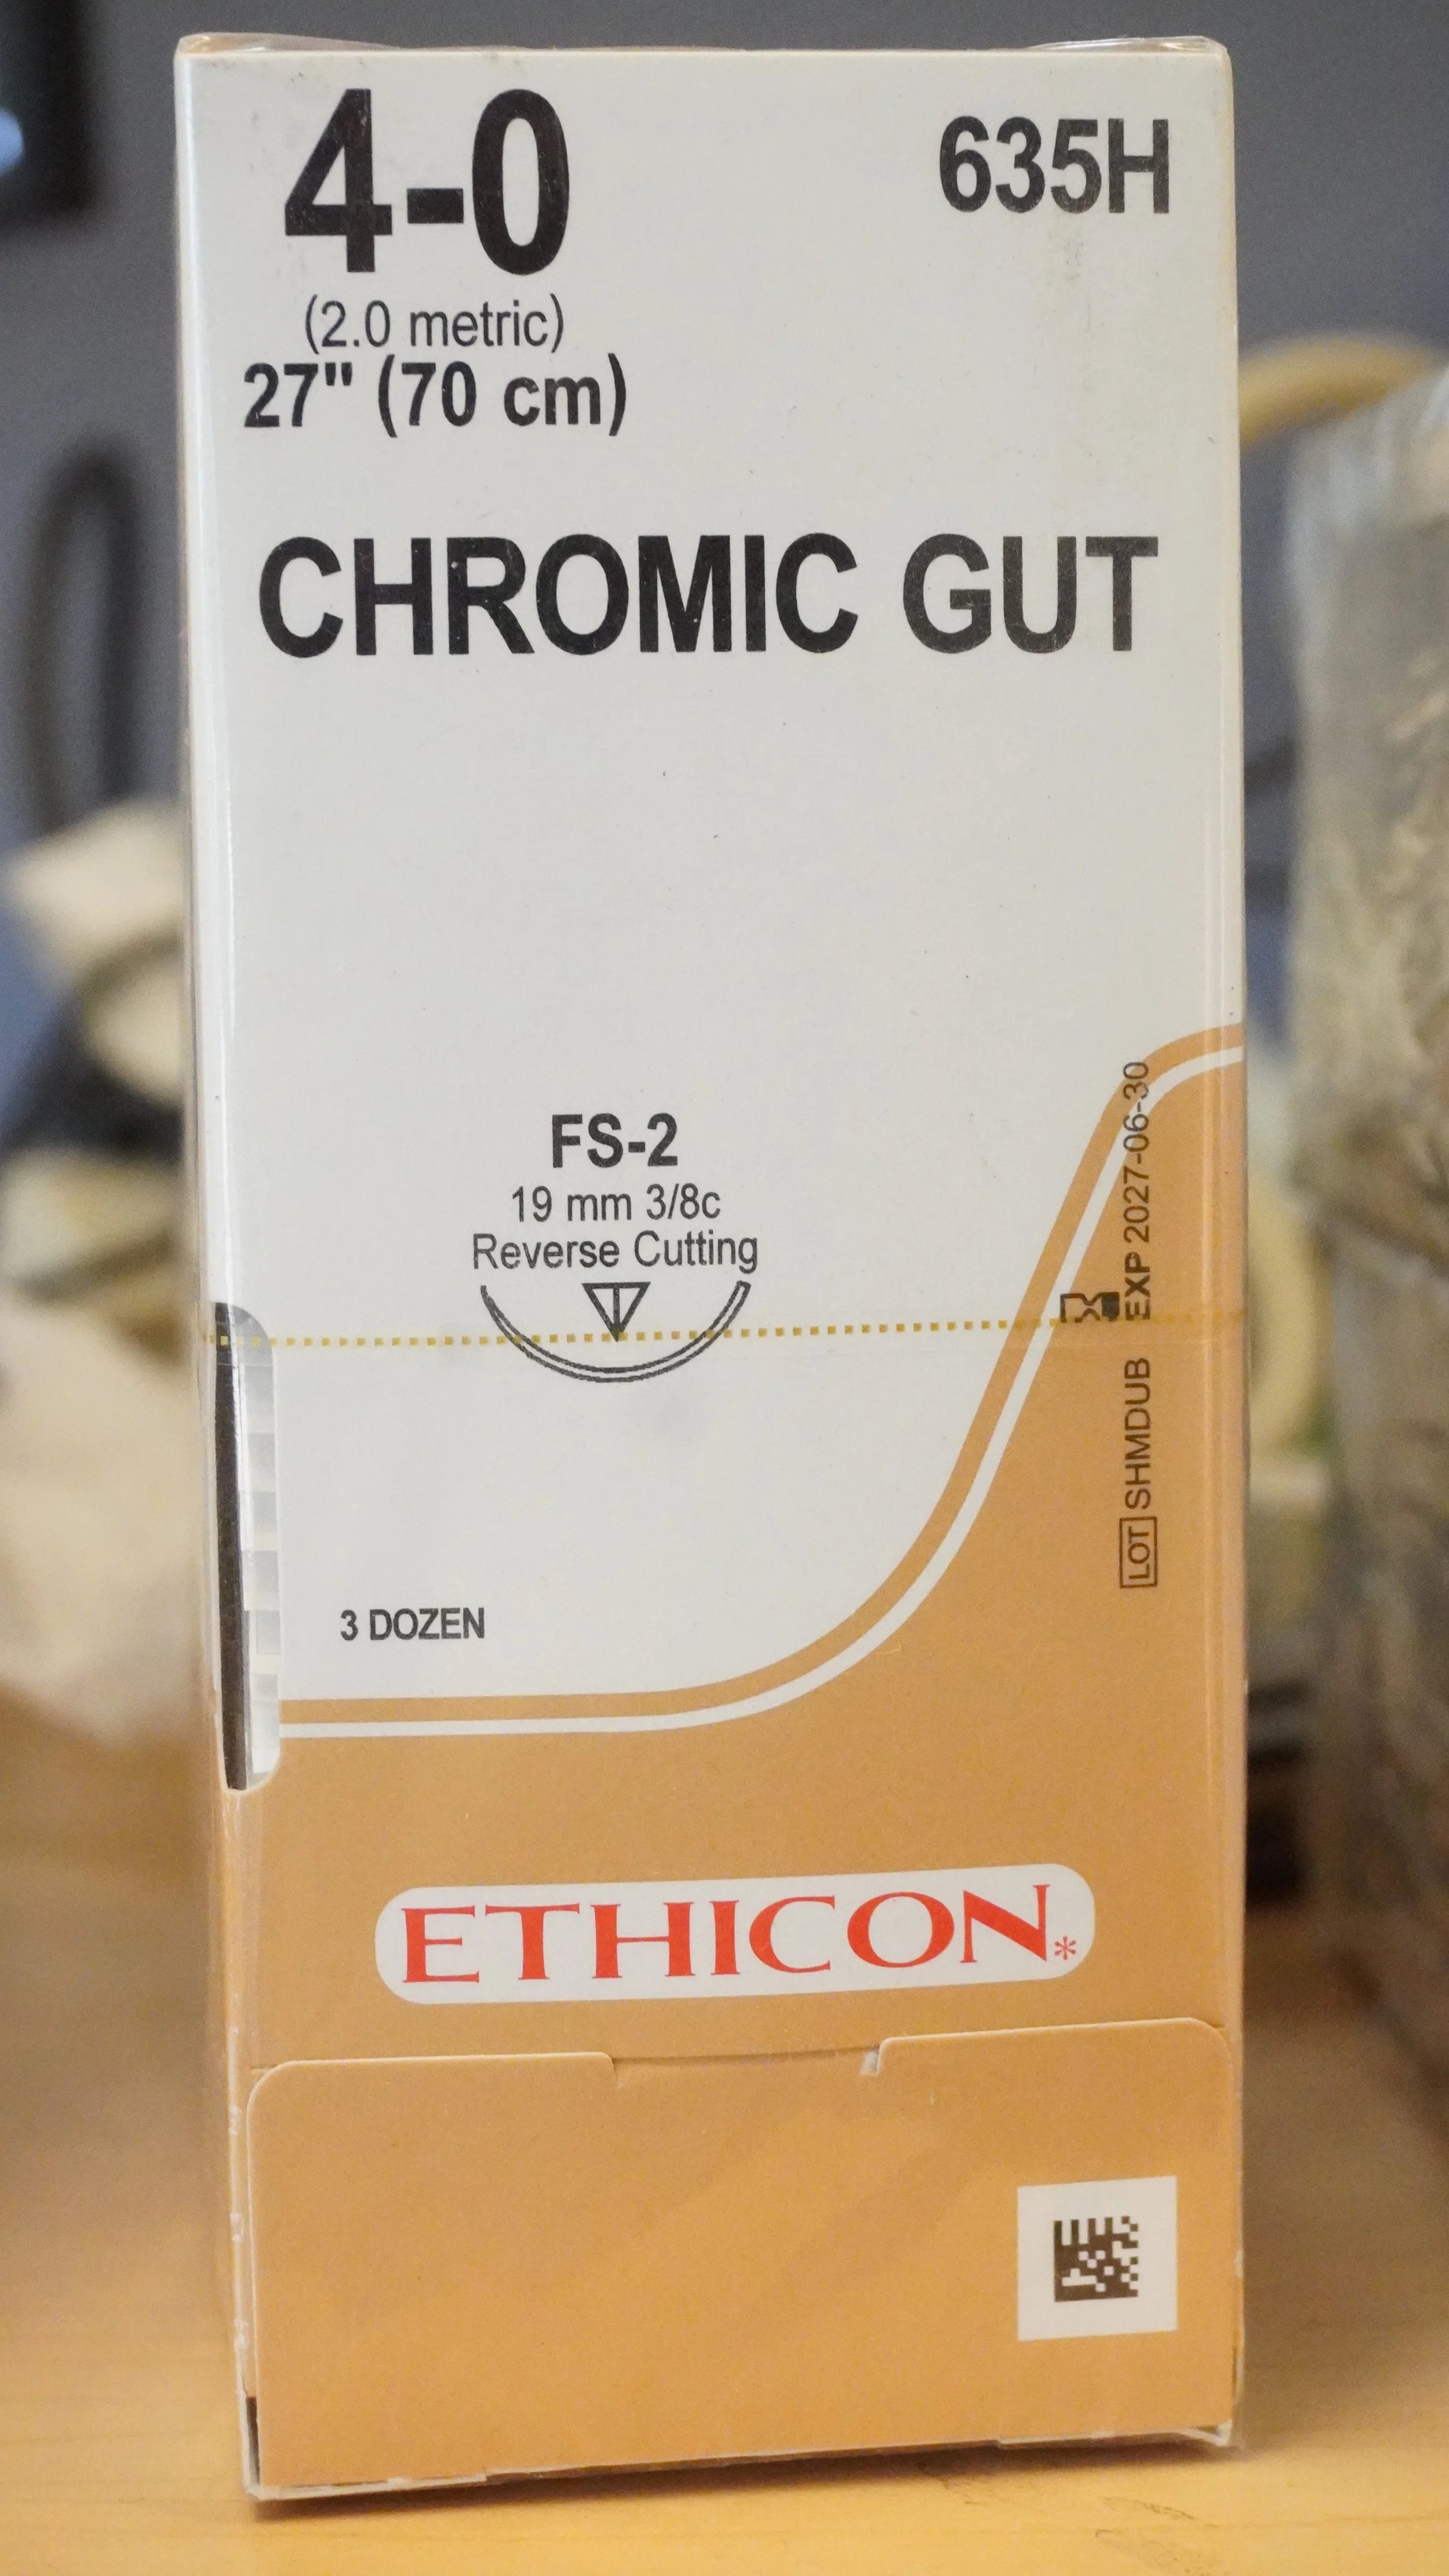 4-0
635H
(2.0 metric)
27" (70 cm)
CHROMIC GUT
FS-2
19 mm 3/8c
Reverse Cutting
3 DOZEN
LOT SHMDUB EXP 2027-06-30
ETHICON*